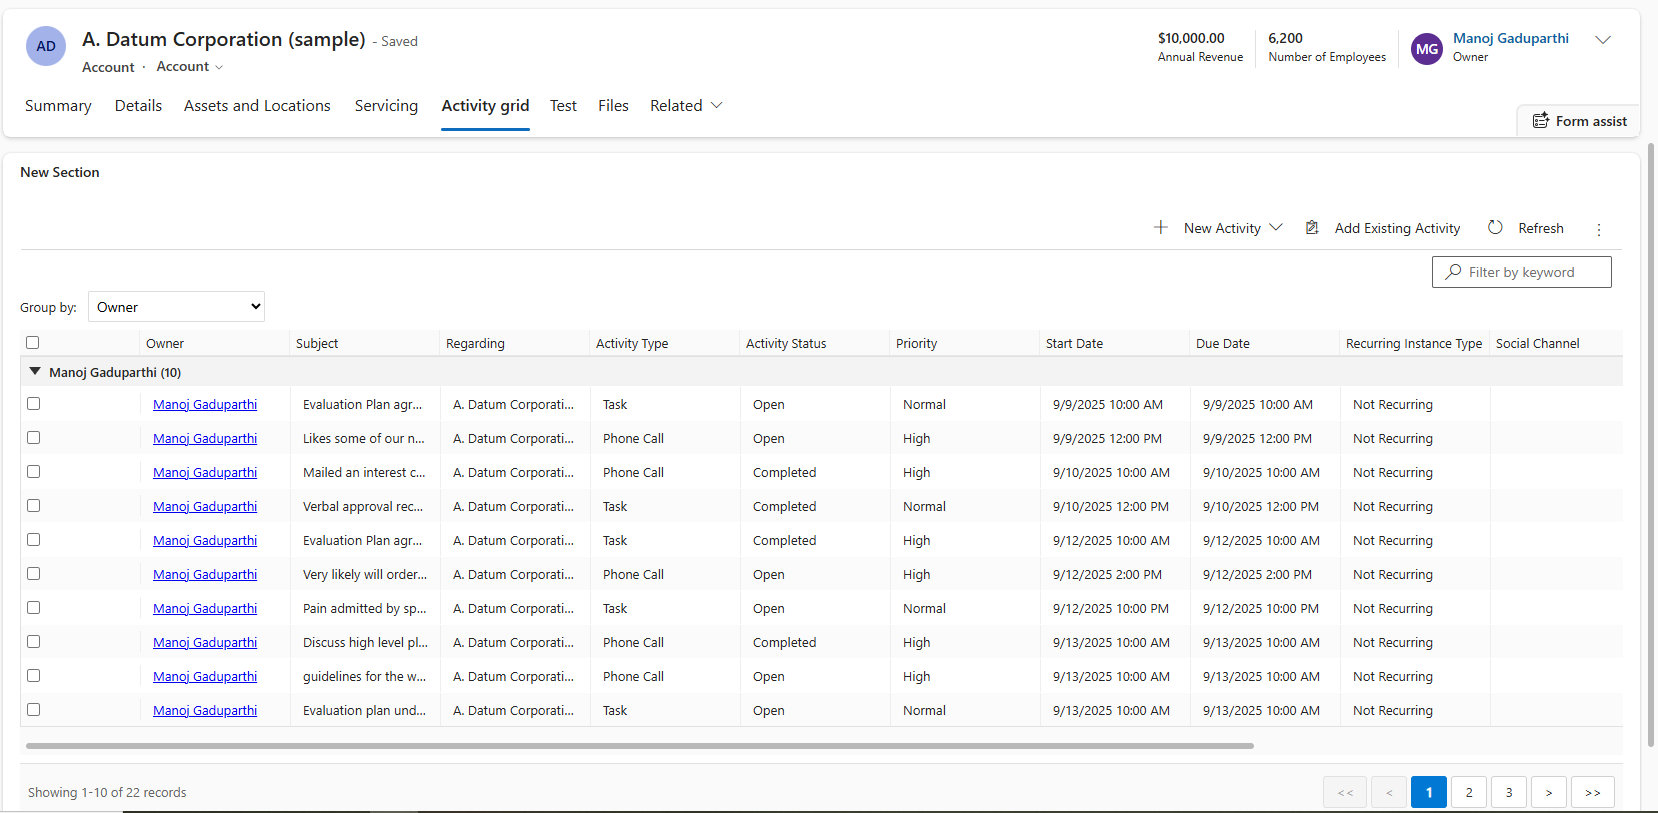 AD A. Datum Corporation (sample) - Saved
Account · Account
$10,000.00
Annual Revenue
6,200
Number of Employees
MG Manoj Gaduparthi
Owner
Summary Details Assets and Locations Servicing Activity grid Test Files Related
Form assist
New Section
New Activity Add Existing Activity Refresh
Filter by keyword
Group by: Owner
Owner Subject Regarding Activity Type Activity Status Priority Start Date Due Date Recurring Instance Type Social Channel
Manoj Gaduparthi (10)
Manoj Gaduparthi Evaluation Plan agr... A. Datum Corporati... Task Open Normal 9/9/2025 10:00 AM 9/9/2025 10:00 AM Not Recurring
Manoj Gaduparthi Likes some of our n... A. Datum Corporati... Phone Call Open High 9/9/2025 12:00 PM 9/9/2025 12:00 PM Not Recurring
Manoj Gaduparthi Mailed an interest c... A. Datum Corporati... Phone Call Completed High 9/10/2025 10:00 AM 9/10/2025 10:00 AM Not Recurring
Manoj Gaduparthi Verbal approval rec... A. Datum Corporati... Task Completed Normal 9/10/2025 12:00 PM 9/10/2025 12:00 PM Not Recurring
Manoj Gaduparthi Evaluation Plan agr... A. Datum Corporati... Task Completed High 9/12/2025 10:00 AM 9/12/2025 10:00 AM Not Recurring
Manoj Gaduparthi Very likely will order... A. Datum Corporati... Phone Call Open High 9/12/2025 2:00 PM 9/12/2025 2:00 PM Not Recurring
Manoj Gaduparthi Pain admitted by sp... A. Datum Corporati... Task Open Normal 9/12/2025 10:00 PM 9/12/2025 10:00 PM Not Recurring
Manoj Gaduparthi Discuss high level pl... A. Datum Corporati... Phone Call Completed High 9/13/2025 10:00 AM 9/13/2025 10:00 AM Not Recurring
Manoj Gaduparthi guidelines for the w... A. Datum Corporati... Phone Call Open High 9/13/2025 10:00 AM 9/13/2025 10:00 AM Not Recurring
Manoj Gaduparthi Evaluation plan und... A. Datum Corporati... Task Open Normal 9/13/2025 10:00 AM 9/13/2025 10:00 AM Not Recurring
Showing 1-10 of 22 records << < 1 2 3 > >>